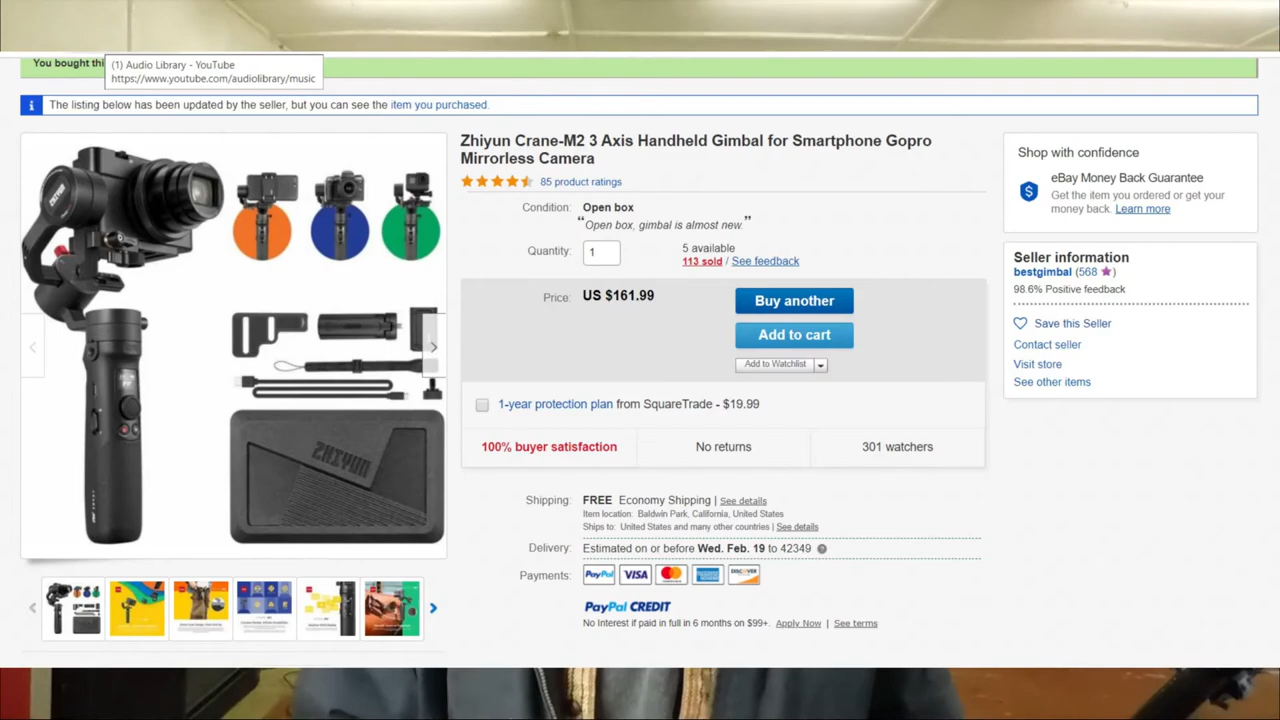 You bought thi
(1) Audio Library - YouTube
https://www.youtube.com/audiolibrary/music
The listing below has been updated by the seller, but you can see the item you purchased.
Zhiyun Crane-M2 3 Axis Handheld Gimbal for Smartphone Gopro
Mirrorless Camera
85 product ratings
Condition: Open box
“Open box, gimbal is almost new.”
Quantity: 1
5 available
113 sold / See feedback
Price: US $161.99
Buy another
Add to cart
Add to Watchlist
1-year protection plan from SquareTrade - $19.99
100% buyer satisfaction
No returns
301 watchers
Shipping: FREE Economy Shipping | See details
Item location: Baldwin Park, California, United States
Ships to: United States and many other countries | See details
Delivery: Estimated on or before Wed. Feb. 19 to 42349
Payments: PayPal VISA MasterCard DISCOVER
PayPal CREDIT
No Interest if paid in full in 6 months on $99+. Apply Now | See terms
Shop with confidence
eBay Money Back Guarantee
Get the item you ordered or get your
money back. Learn more
Seller information
bestgimbal (568)
98.6% Positive feedback
Save this Seller
Contact seller
Visit store
See other items
ZHIYUN
ZHIYUN